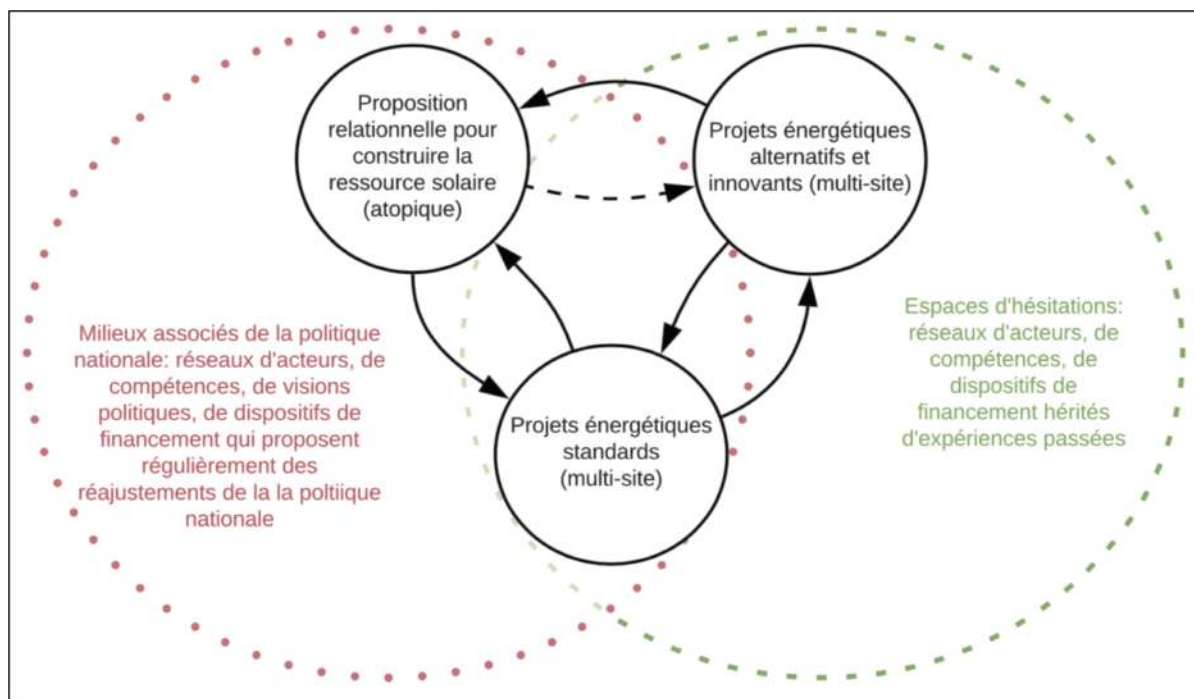 Proposition
relationnelle pour
construire la
ressource solaire
(atopique)
Projets énergétiques
alternatifs et
innovants (multi-site)
Milieux associés de la politique
nationale: réseaux d'acteurs, de
compétences, de visions
politiques, de dispositifs de
financement qui proposent
régulièrement des
réajustements de la la poltiique
nationale
Projets énergétiques
standards
(multi-site)
Espaces d'hésitations:
réseaux d'acteurs, de
compétences, de
dispositifs de
financement hérités
d'expériences passées